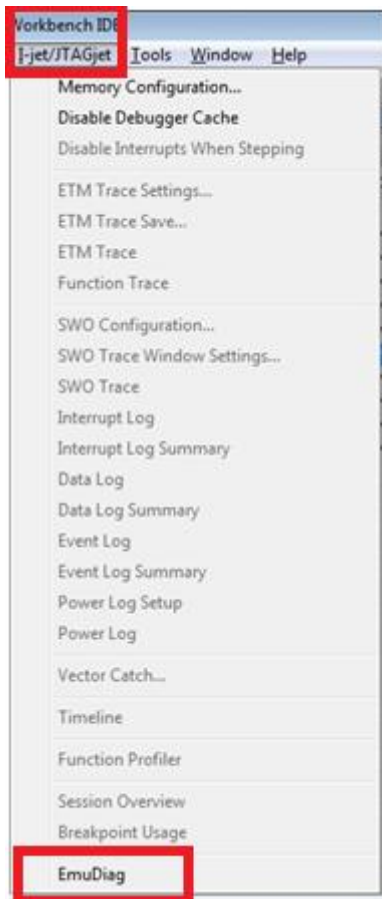 Workbench IDE
I-jet/JTAGjet Tools Window Help
Memory Configuration...
Disable Debugger Cache
Disable Interrupts When Stepping
ETM Trace Settings...
ETM Trace Save...
ETM Trace
Function Trace
SWO Configuration...
SWO Trace Window Settings...
SWO Trace
Interrupt Log
Interrupt Log Summary
Data Log
Data Log Summary
Event Log
Event Log Summary
Power Log Setup
Power Log
Vector Catch...
Timeline
Function Profiler
Session Overview
Breakpoint Usage
EmuDiag